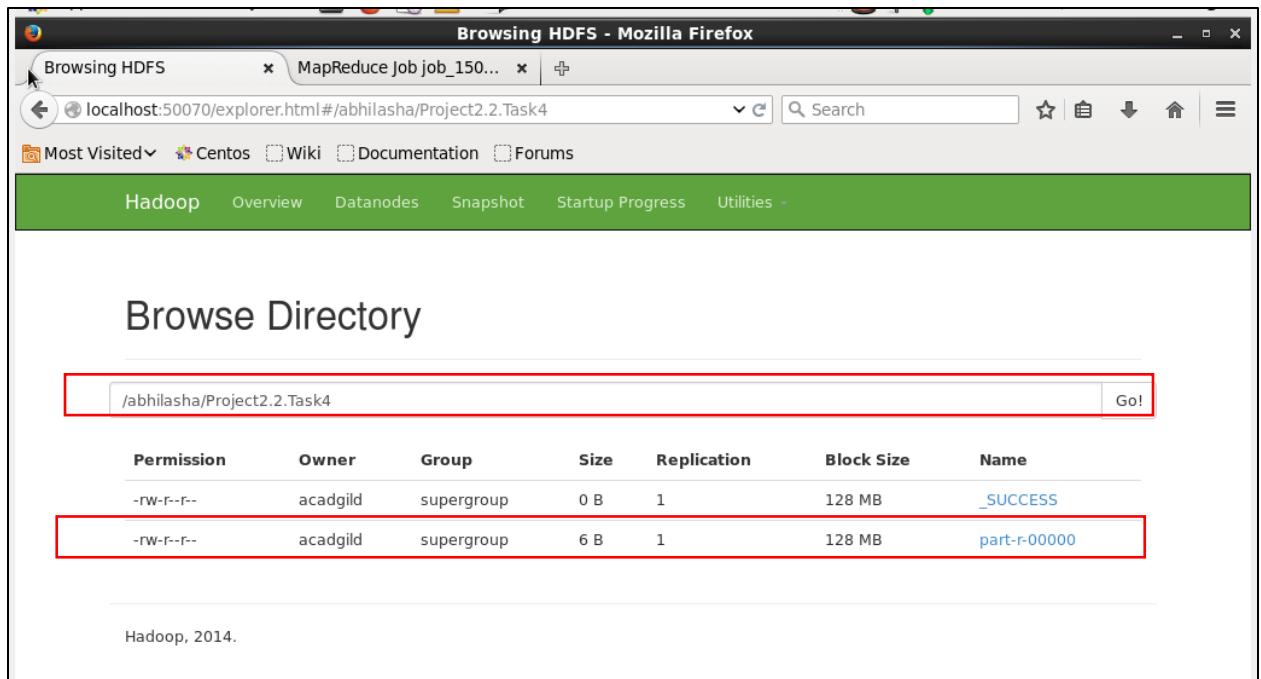 Browsing HDFS - Mozilla Firefox
Browsing HDFS MapReduce Job job_150...
localhost:50070/explorer.html#/abhilasha/Project2.2.Task4 Search
Most Visited Centos Wiki Documentation Forums
Hadoop Overview Datanodes Snapshot Startup Progress Utilities
Browse Directory
/abhilasha/Project2.2.Task4 Go!
Permission Owner Group Size Replication Block Size Name
-rw-r--r-- acadgild supergroup 0 B 1 128 MB _SUCCESS
-rw-r--r-- acadgild supergroup 6 B 1 128 MB part-r-00000
Hadoop, 2014.